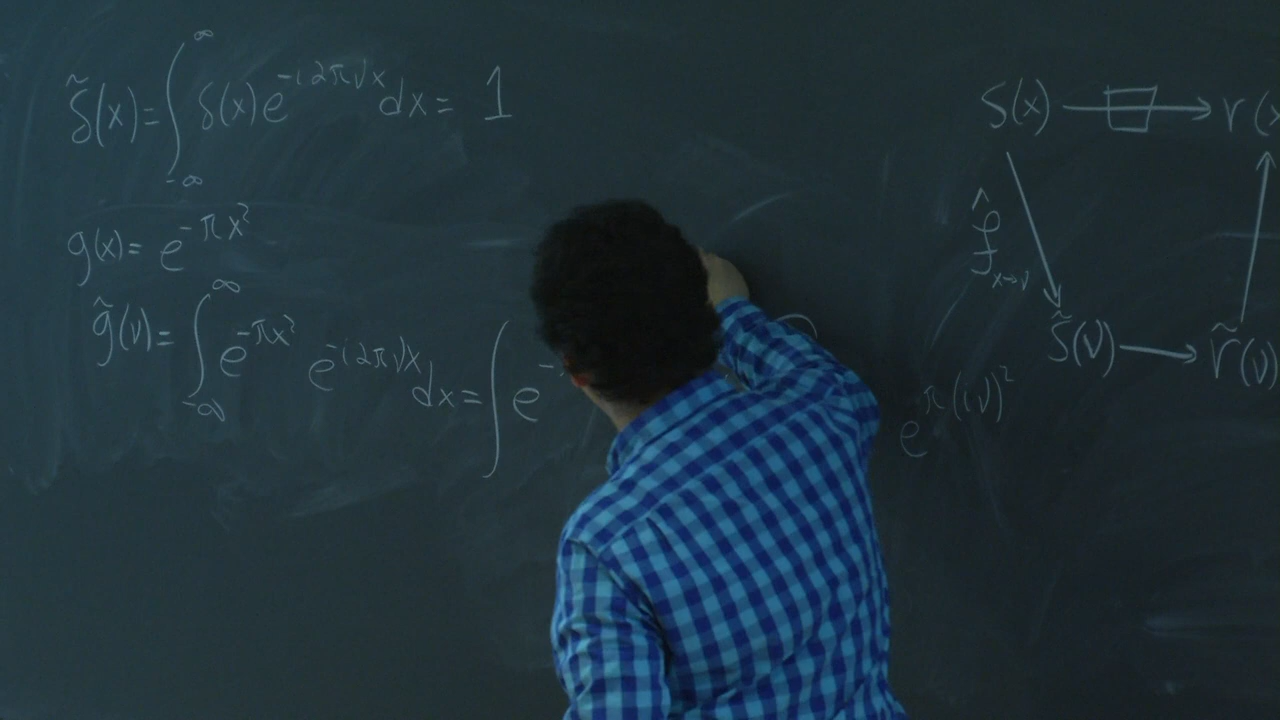 δ̃(x) = ∫_{-∞}^{∞} δ(x) e^{-i2πνx} dx = 1
g(x) = e^{-πx²}
g̃(ν) = ∫_{-∞}^{∞} e^{-πx²} e^{-i2πνx} dx = ∫ e^{-
e^{π(iν)²}
S(x) → r(x
ℱ̂ x→ν
S̃(ν) → r̃(ν)